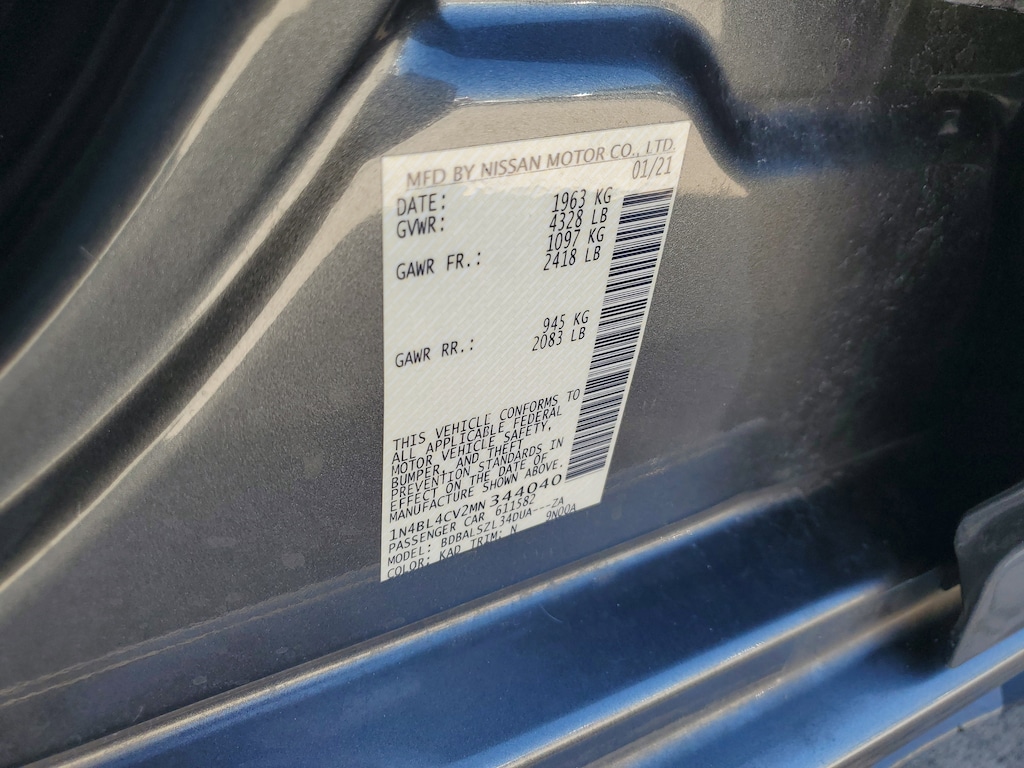 MFD BY NISSAN MOTOR CO., LTD.
DATE: 01/21
GVWR: 1963 KG
4328 LB
GAWR FR.: 1097 KG
2418 LB
GAWR RR.: 945 KG
2083 LB
THIS VEHICLE CONFORMS TO
ALL APPLICABLE FEDERAL
MOTOR VEHICLE SAFETY,
BUMPER, AND THEFT
PREVENTION STANDARDS IN
EFFECT ON THE DATE OF
MANUFACTURE SHOWN ABOVE.
1N4BL4CV2MN344040
PASSENGER CAR 611582
MODEL: BDBALSZL34DUA---ZA
COLOR: KAD TRIM: N 9N00A